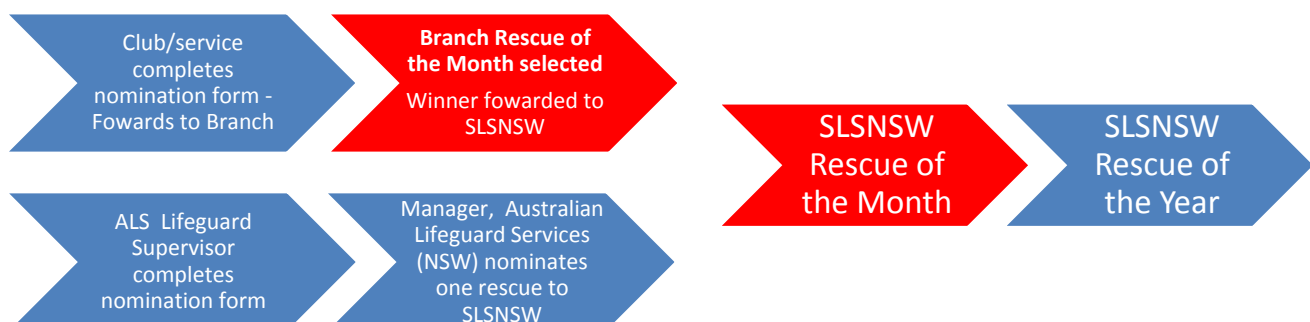 Club/service
completes
nomination form -
Fowards to Branch
Branch Rescue of
the Month selected
Winner fowarded to
SLSNSW
ALS  Lifeguard
Supervisor
completes
nomination form
Manager,  Australian
Lifeguard Services
(NSW) nominates
one rescue to
SLSNSW
SLSNSW
Rescue of
the Month
SLSNSW
Rescue of
the Year